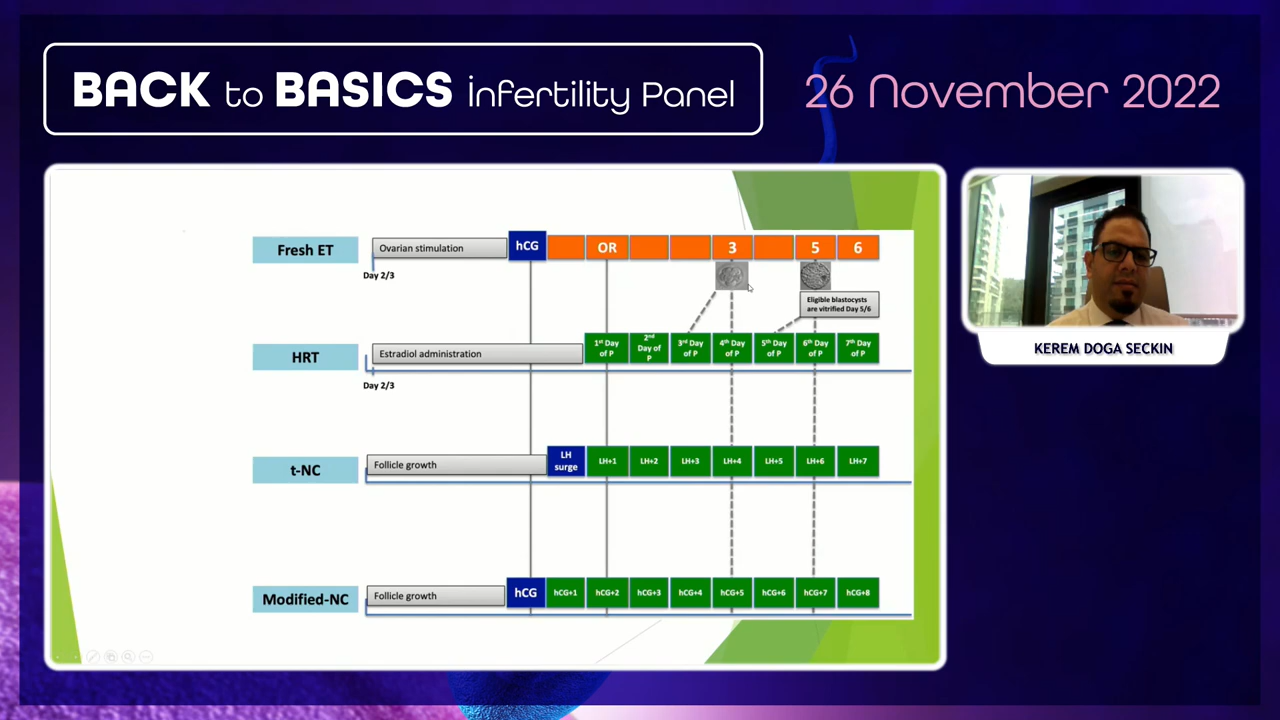 BACK to BASICS infertility Panel
26 November 2022
Fresh ET
Ovarian stimulation
hCG
OR
3
5
6
Day 2/3
Eligible blastocysts
are vitrified Day 5/6
HRT
Estradiol administration
1st Day
of P
2nd
Day of
P
3rd Day
of P
4th Day
of P
5th Day
of P
6th Day
of P
7th Day
of P
Day 2/3
t-NC
Follicle growth
LH
surge
LH+1
LH+2
LH+3
LH+4
LH+5
LH+6
LH+7
Modified-NC
Follicle growth
hCG
hCG+1
hCG+2
hCG+3
hCG+4
hCG+5
hCG+6
hCG+7
hCG+8
KEREM DOGA SECKIN